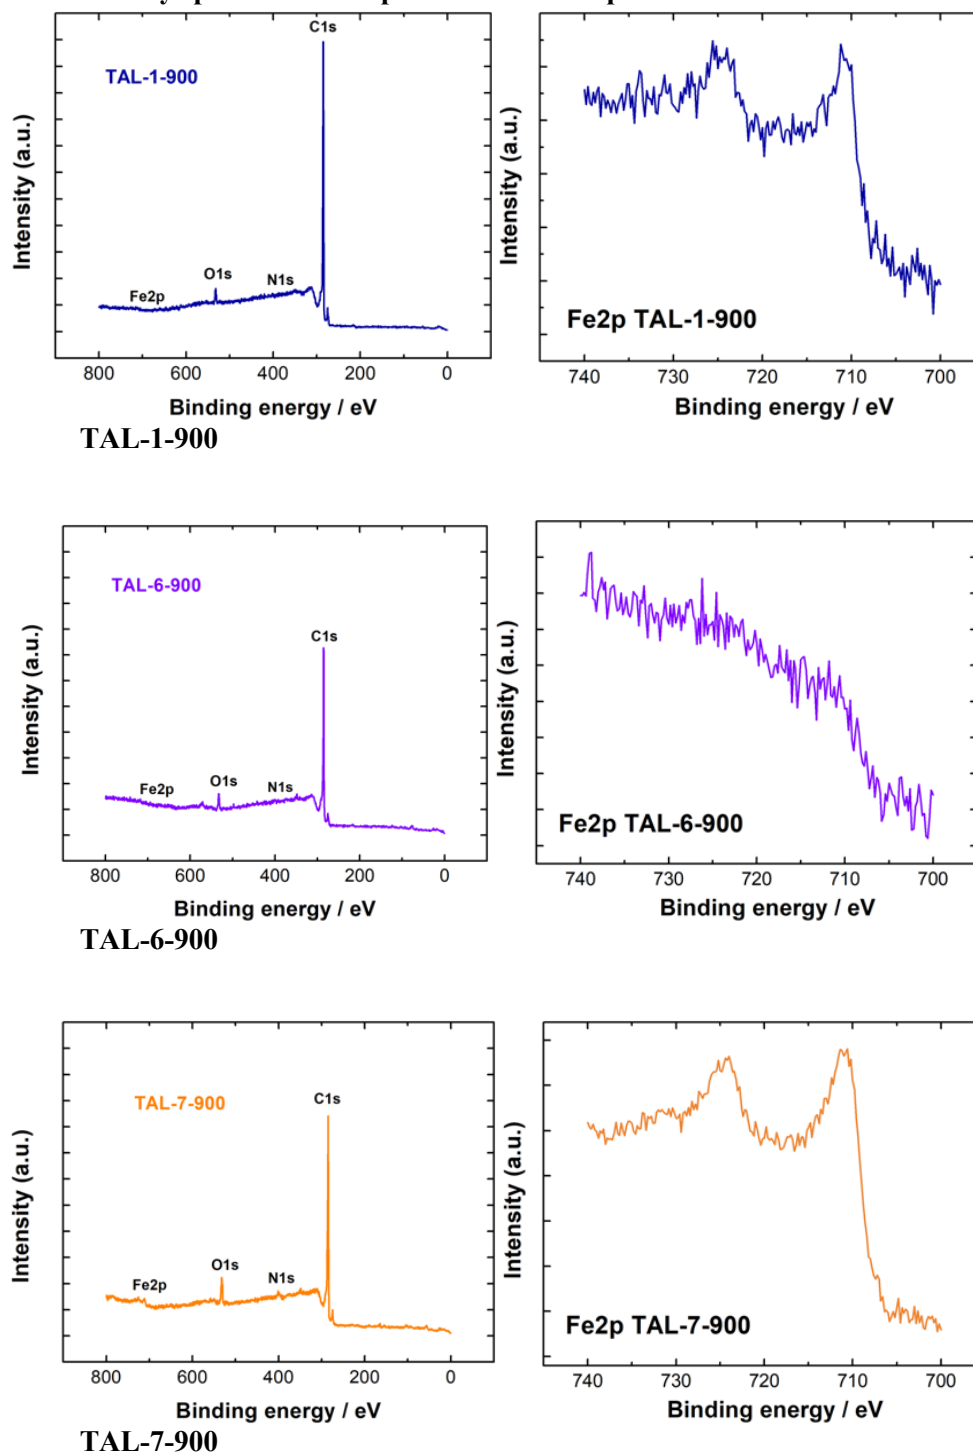 C1s
TAL-1-900
O1s
N1s
Fe2p
Intensity (a.u.)
800 600 400 200 0
Binding energy / eV
Intensity (a.u.)
Fe2p TAL-1-900
740 730 720 710 700
Binding energy / eV
TAL-1-900
TAL-6-900
C1s
Fe2p
O1s
N1s
Intensity (a.u.)
800 600 400 200 0
Binding energy / eV
Intensity (a.u.)
Fe2p TAL-6-900
740 730 720 710 700
Binding energy / eV
TAL-6-900
TAL-7-900
C1s
Fe2p
O1s
N1s
Intensity (a.u.)
800 600 400 200 0
Binding energy / eV
Intensity (a.u.)
Fe2p TAL-7-900
740 730 720 710 700
Binding energy / eV
TAL-7-900